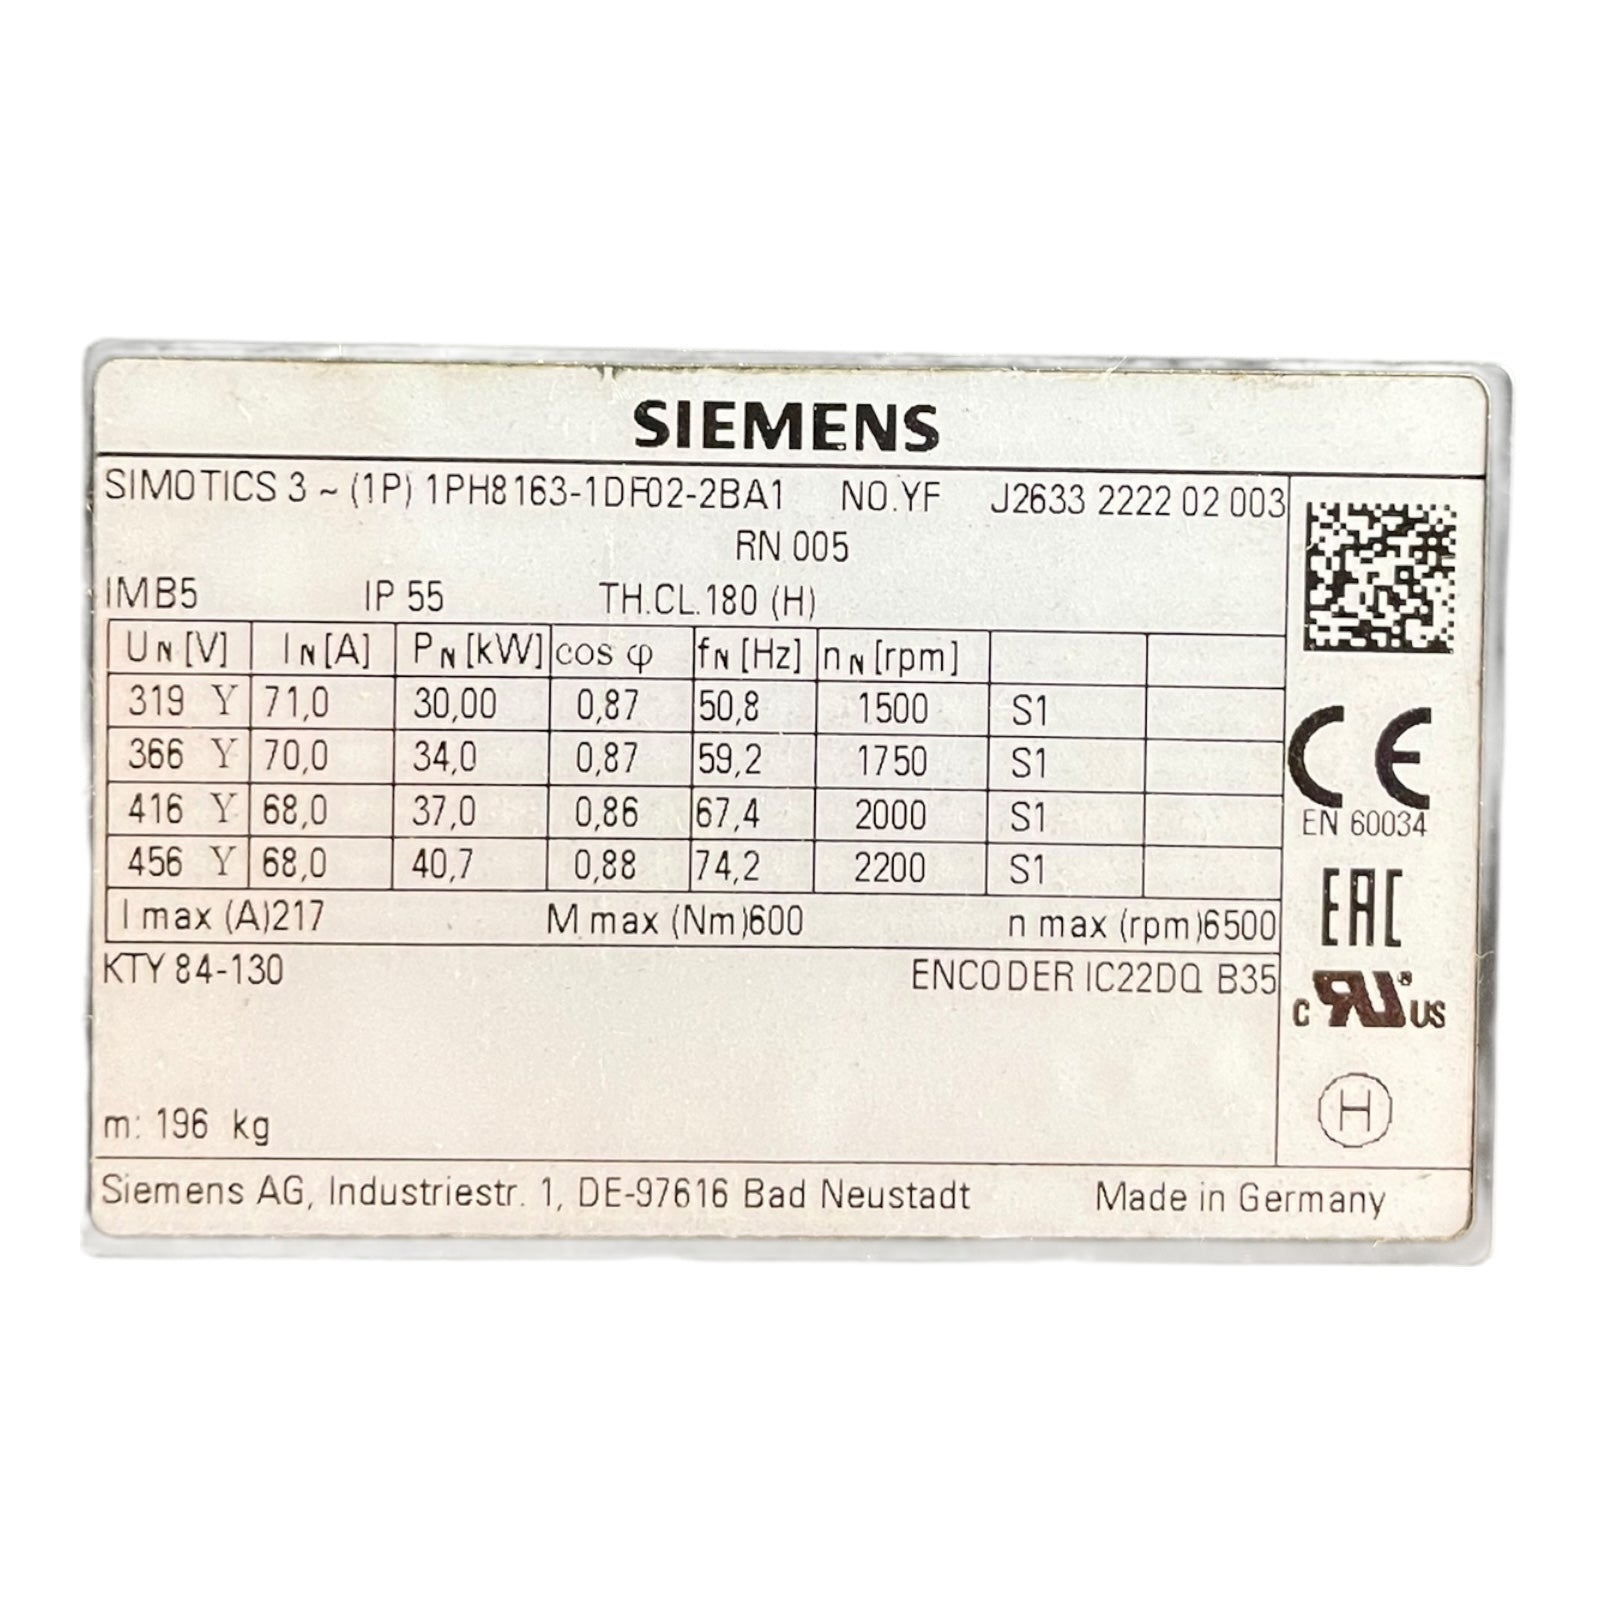 SIEMENS
SIMOTICS 3 ~ (1P) 1PH8163-1DF02-2BA1 NO.YF J2633 2222 02 003
RN 005
IMB5 IP 55 TH.CL.180 (H)
UN [V] IN [A] PN [kW] cos φ fN [Hz] nN [rpm]
319 Y 71,0 30,00 0,87 50,8 1500 S1
366 Y 70,0 34,0 0,87 59,2 1750 S1
416 Y 68,0 37,0 0,86 67,4 2000 S1
456 Y 68,0 40,7 0,88 74,2 2200 S1
I max (A)217 M max (Nm)600 n max (rpm)6500
KTY 84-130 ENCODER IC22DQ B35
m: 196 kg
Siemens AG, Industriestr. 1, DE-97616 Bad Neustadt Made in Germany
CE
EN 60034
EAC
c RU ® US
H